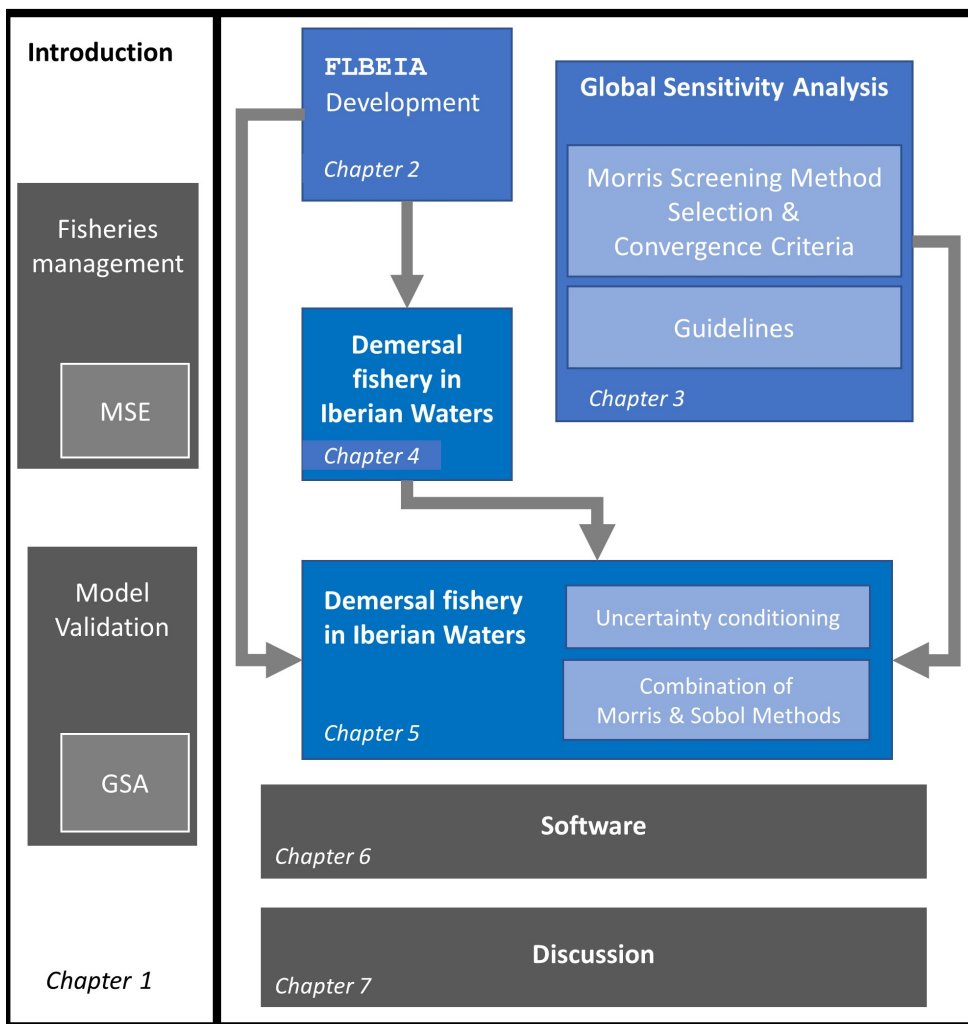 Introduction
Fisheries
management
MSE
Model
Validation
GSA
Chapter 1
FLBEIA
Development
Chapter 2
Global Sensitivity Analysis
Morris Screening Method
Selection &
Convergence Criteria
Guidelines
Chapter 3
Demersal
fishery in
Iberian Waters
Chapter 4
Demersal fishery
in Iberian Waters
Uncertainty conditioning
Combination of
Morris & Sobol Methods
Chapter 5
Software
Chapter 6
Discussion
Chapter 7